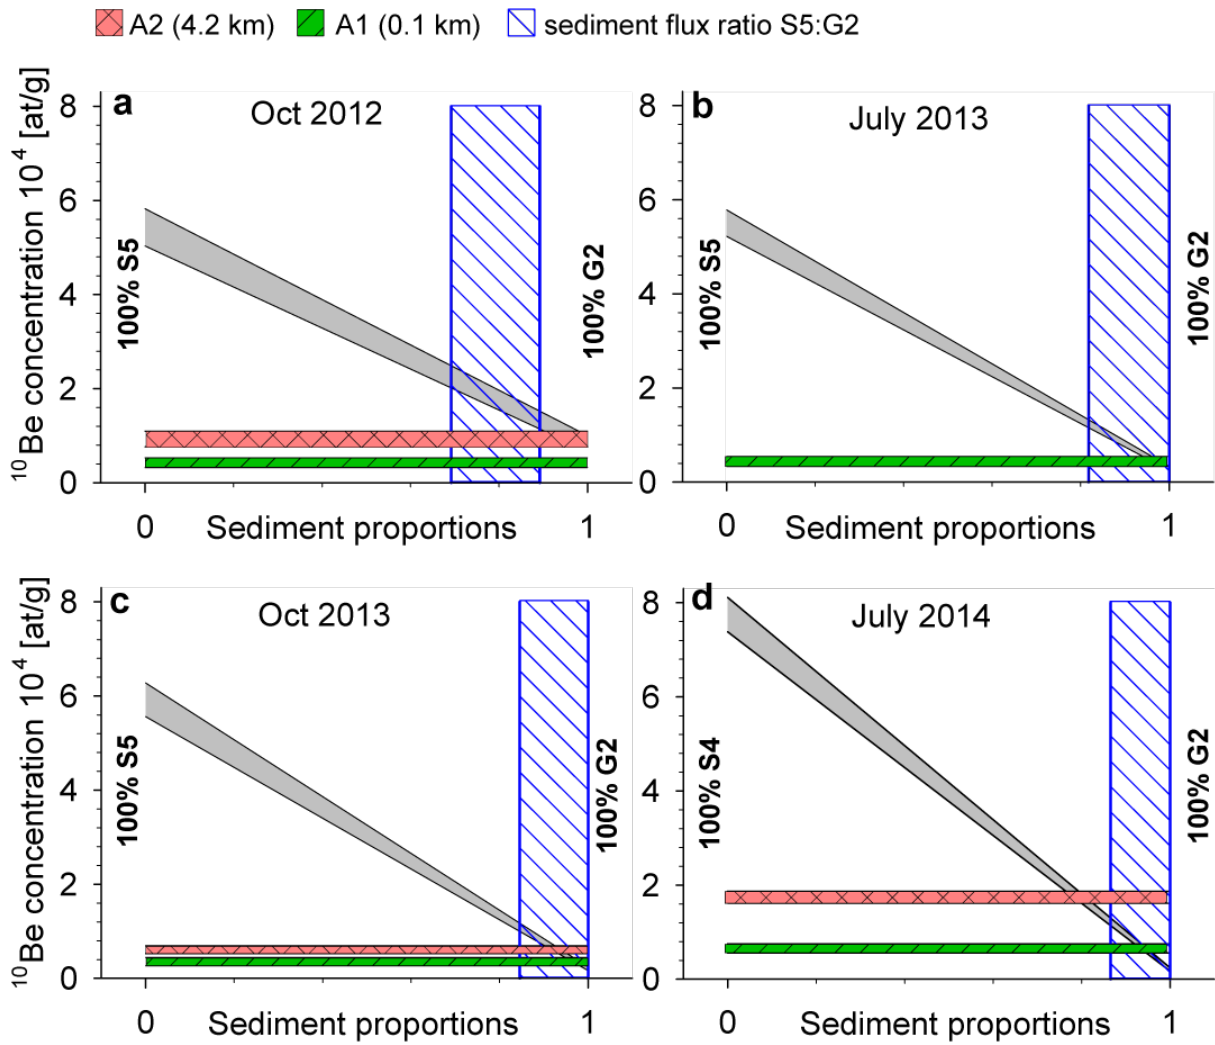 A2 (4.2 km) A1 (0.1 km) sediment flux ratio S5:G2
a Oct 2012
10Be concentration 10^4 [at/g]
8
6
4
2
0
100% S5
100% G2
0 Sediment proportions 1
b July 2013
8
6
4
2
0
100% S5
100% G2
0 Sediment proportions 1
c Oct 2013
10Be concentration 10^4 [at/g]
8
6
4
2
0
100% S5
100% G2
0 Sediment proportions 1
d July 2014
8
6
4
2
0
100% S4
100% G2
0 Sediment proportions 1